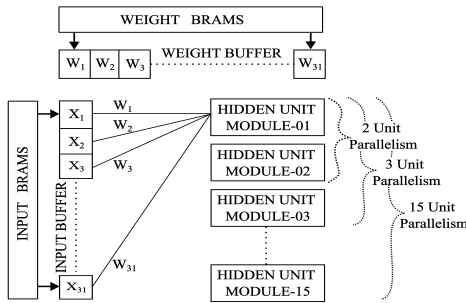 WEIGHT BRAMS
WEIGHT BUFFER
W1 W2 W3 W31
INPUT BRAMS
INPUT BUFFER
X1
X2
X3
X31
W1
W2
W3
W31
HIDDEN UNIT
MODULE-01
HIDDEN UNIT
MODULE-02
HIDDEN UNIT
MODULE-03
HIDDEN UNIT
MODULE-15
2 Unit
Parallelism
3 Unit
Parallelism
15 Unit
Parallelism